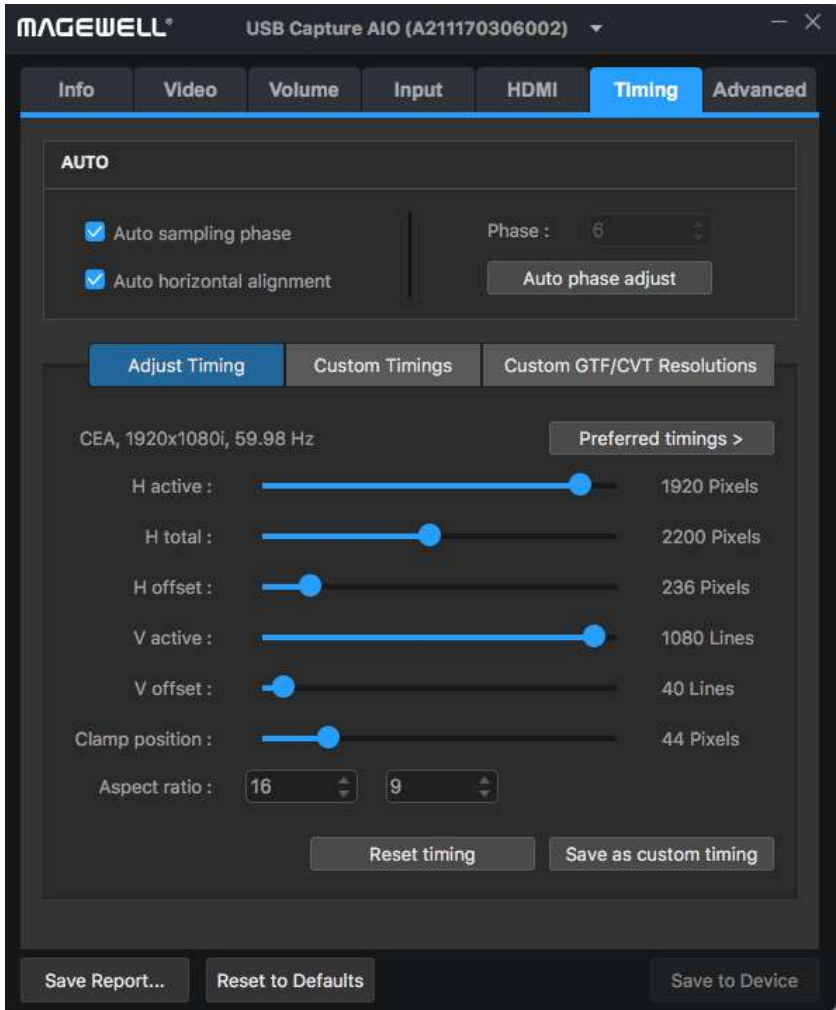 MAGEWELL® USB Capture AIO (A211170306002)
Info Video Volume Input HDMI Timing Advanced
AUTO
Auto sampling phase Phase : 6
Auto horizontal alignment Auto phase adjust
Adjust Timing Custom Timings Custom GTF/CVT Resolutions
CEA, 1920x1080i, 59.98 Hz Preferred timings >
H active : 1920 Pixels
H total : 2200 Pixels
H offset : 236 Pixels
V active : 1080 Lines
V offset : 40 Lines
Clamp position : 44 Pixels
Aspect ratio : 16 9
Reset timing Save as custom timing
Save Report... Reset to Defaults Save to Device